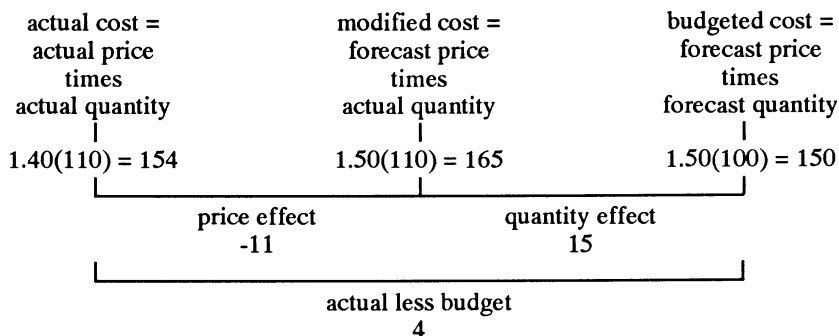 actual cost =
actual price
times
actual quantity
1.40(110) = 154
modified cost =
forecast price
times
actual quantity
1.50(110) = 165
budgeted cost =
forecast price
times
forecast quantity
1.50(100) = 150
price effect
-11
quantity effect
15
actual less budget
4